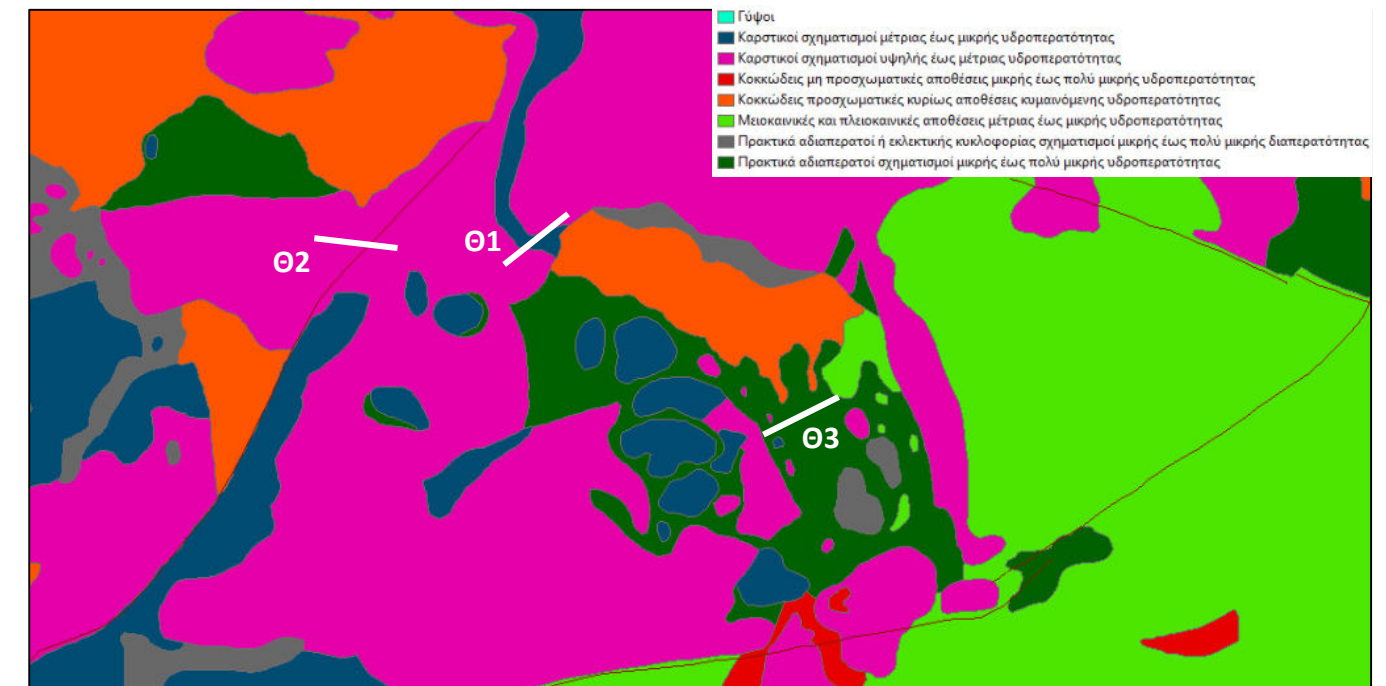 Γύψοι
Καρστικοί σχηματισμοί μέτριας έως μικρής υδροπερατότητας
Καρστικοί σχηματισμοί υψηλής έως μέτριας υδροπερατότητας
Κοκκώδεις μη προσχωματικές αποθέσεις μικρής έως πολύ μικρής υδροπερατότητας
Κοκκώδεις προσχωματικές κυρίως αποθέσεις κυμαινόμενης υδροπερατότητας
Μειοκαινικές και πλειοκαινικές αποθέσεις μέτριας έως μικρής υδροπερατότητας
Πρακτικά αδιαπερατοί ή εκλεκτικής κυκλοφορίας σχηματισμοί μικρής έως πολύ μικρής διαπερατότητας
Πρακτικά αδιαπερατοί σχηματισμοί μικρής έως πολύ μικρής υδροπερατότητας
Θ1
Θ2
Θ3